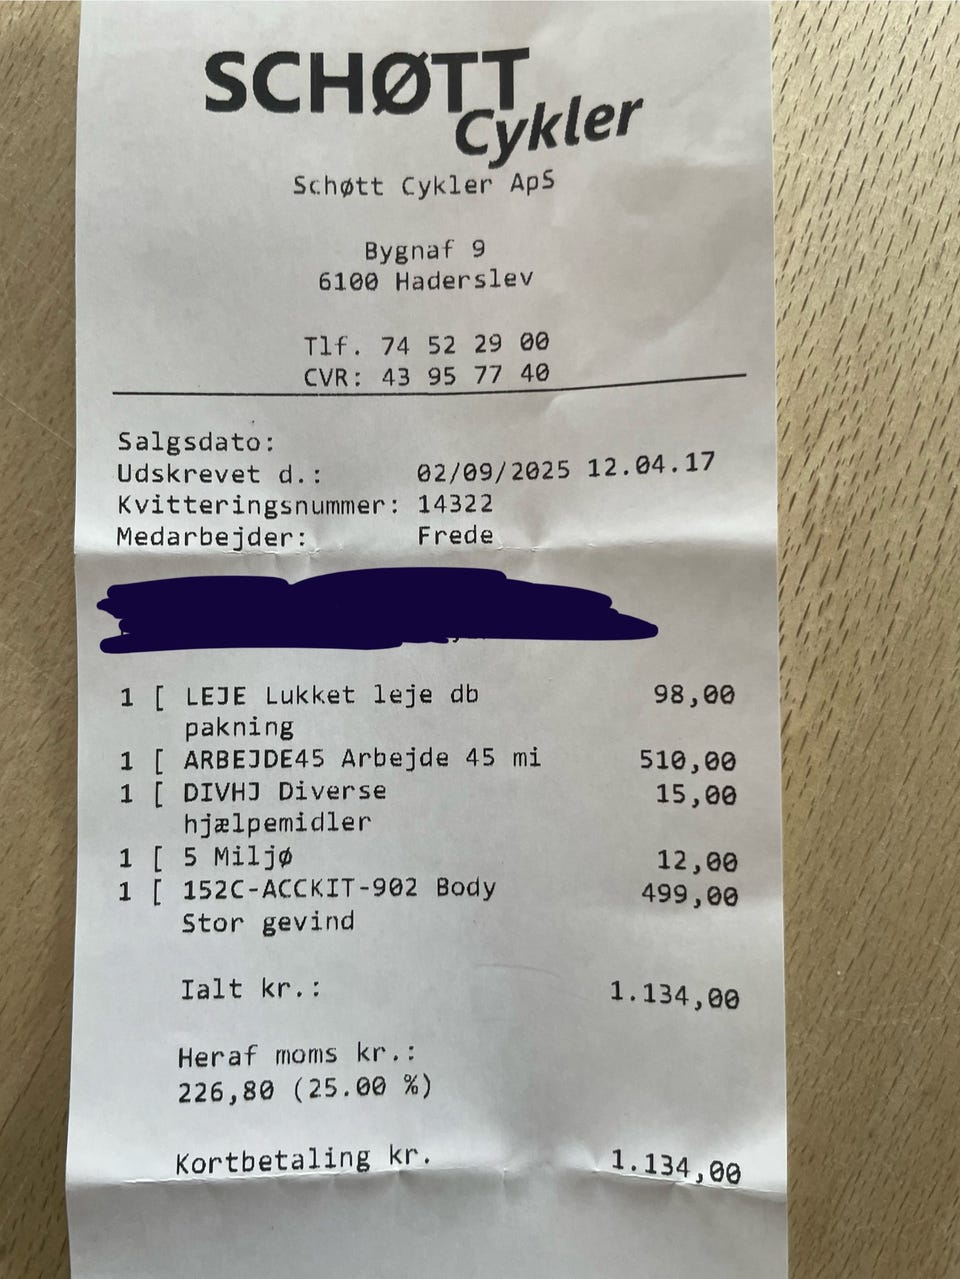 SCHØTT
Cykler
Schøtt Cykler ApS
Bygnaf 9
6100 Haderslev
Tlf. 74 52 29 00
CVR: 43 95 77 40
Salgsdato:
Udskrevet d.: 02/09/2025 12.04.17
Kvitteringsnummer: 14322
Medarbejder: Frede
1 [ LEJE Lukket leje db 98,00
pakning
1 [ ARBEJDE45 Arbejde 45 mi 510,00
1 [ DIVHJ Diverse 15,00
hjælpemidler
1 [ 5 Miljø 12,00
1 [ 152C-ACCKIT-902 Body 499,00
Stor gevind
Ialt kr.: 1.134,00
Heraf moms kr.:
226,80 (25.00 %)
Kortbetaling kr. 1.134,00